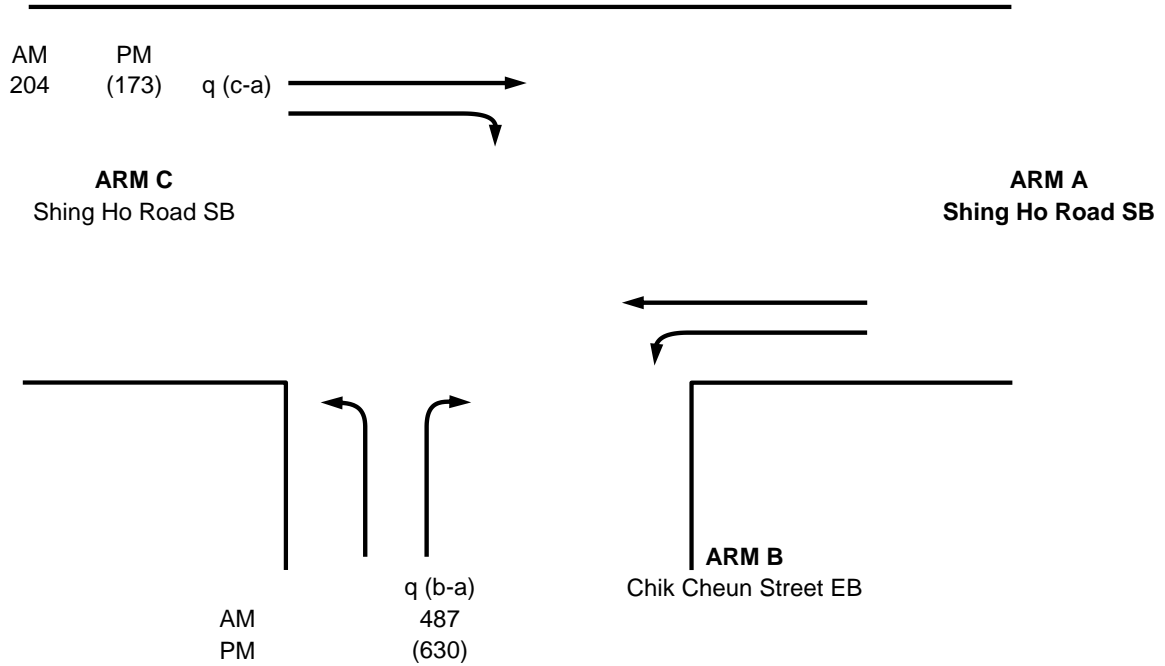 AM PM
204 (173) q (c-a)
ARM C
Shing Ho Road SB
ARM A
Shing Ho Road SB
ARM B
Chik Cheun Street EB
q (b-a)
AM 487
PM (630)